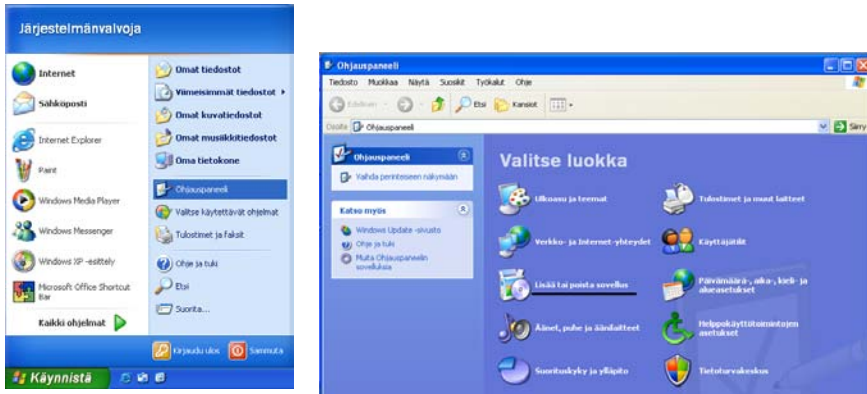 Järjestelmänvalvoja
Internet
Sähköposti
Internet Explorer
Paint
Windows Media Player
Windows Messenger
Windows XP -esittely
Microsoft Office Shortcut
Bar
Kaikki ohjelmat
Omat tiedostot
Viimeisimmät tiedostot
Omat kuvatiedostot
Omat musiikkitiedostot
Oma tietokone
Ohjauspaneeli
Valitse käytettävät ohjelmat
Tulostimet ja faksit
Ohje ja tuki
Etsi
Suorita...
Kirjaudu ulos
Sammuta
Käynnistä
Ohjauspaneeli
Tiedosto Muokkaa Näytä Suosikit Työkalut Ohje
Edellinen Etsi Kansiot
Osoite Ohjauspaneeli Siirry
Ohjauspaneeli
Vaihda perinteiseen näkymään
Katso myös
Windows Update -sivusto
Ohje ja tuki
Muita Ohjauspaneelin
sovelluksia
Valitse luokka
Ulkoasu ja teemat
Tulostimet ja muut laitteet
Verkko- ja Internet-yhteydet
Käyttäjätilit
Lisää tai poista sovellus
Päivämäärä-, aika-, kieli- ja
alueasetukset
Äänet, puhe ja äänilaitteet
Helppokäyttötoimintojen
asetukset
Suorituskyky ja ylläpito
Tietoturvakeskus